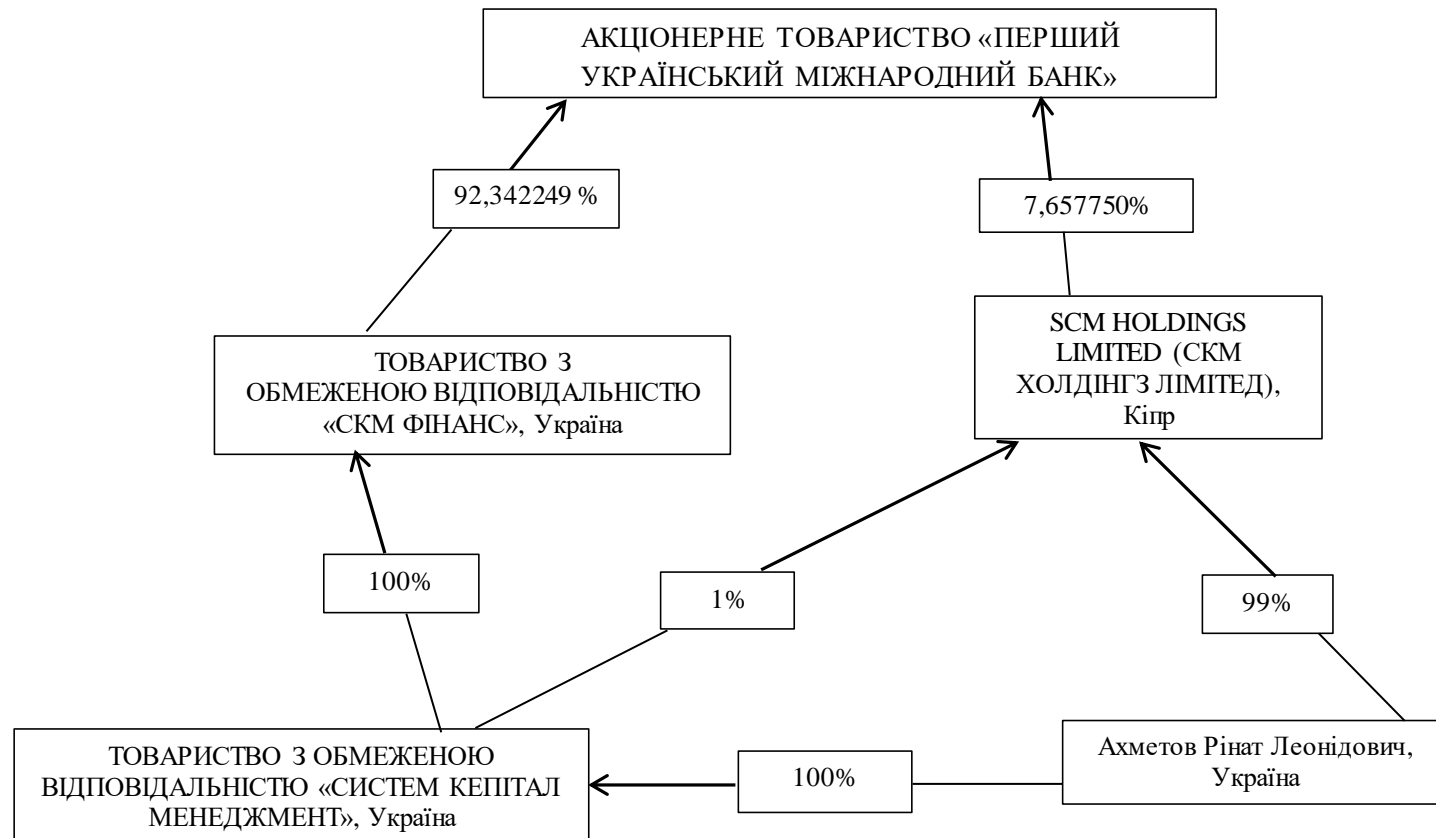 АКЦІОНЕРНЕ ТОВАРИСТВО «ПЕРШИЙ
УКРАЇНСЬКИЙ МІЖНАРОДНИЙ БАНК»
92,342249 %
7,657750%
ТОВАРИСТВО З
ОБМЕЖЕНОЮ ВІДПОВІДАЛЬНІСТЮ
«СКМ ФІНАНС», Україна
SCM HOLDINGS
LIMITED (СКМ
ХОЛДІНГЗ ЛІМІТЕД),
Кіпр
100%
1%
99%
ТОВАРИСТВО З ОБМЕЖЕНОЮ
ВІДПОВІДАЛЬНІСТЮ «СИСТЕМ КЕПІТАЛ
МЕНЕДЖМЕНТ», Україна
100%
Ахметов Рінат Леонідович,
Україна